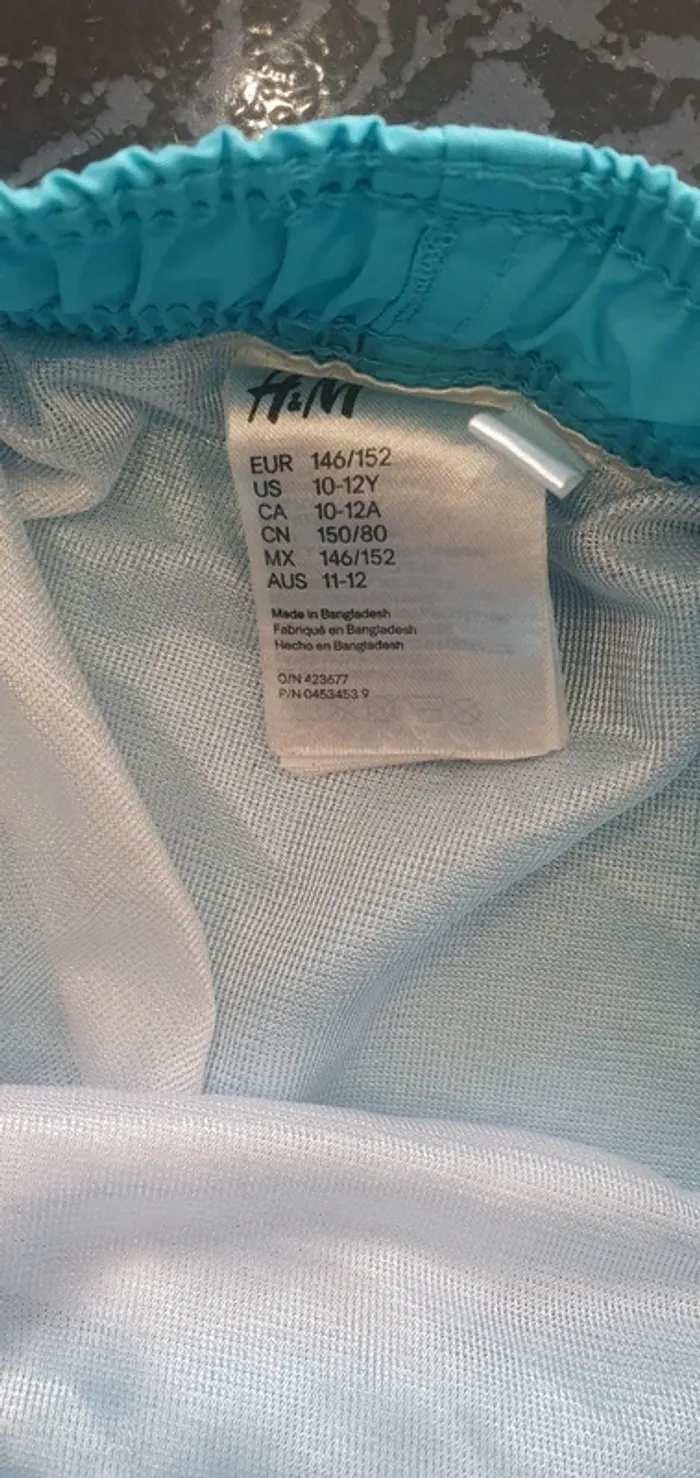 H&M
EUR 146/152
US 10-12Y
CA 10-12A
CN 150/80
MX 146/152
AUS 11-12
Made in Bangladesh
Fabriqué en Bangladesh
Hecho en Bangladesh
O/N 423677
P/N 0453453 9